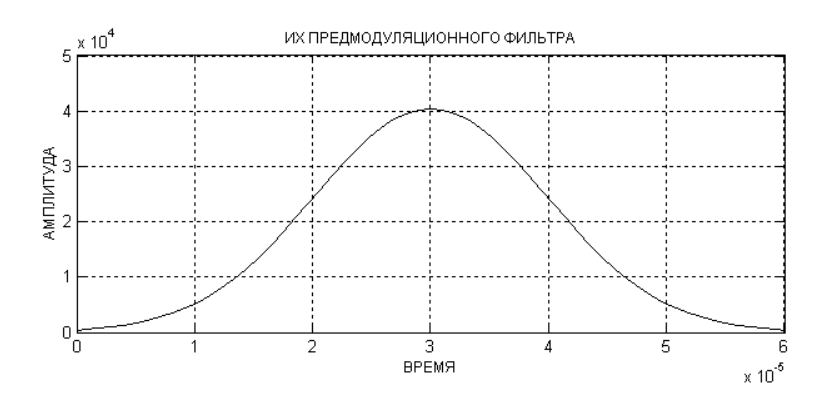 ИХ ПРЕДМОДУЛЯЦИОННОГО ФИЛЬТРА
x 10^4
5
4
3
2
1
0
АМПЛИТУДА
0 1 2 3 4 5 6
ВРЕМЯ
x 10^-5